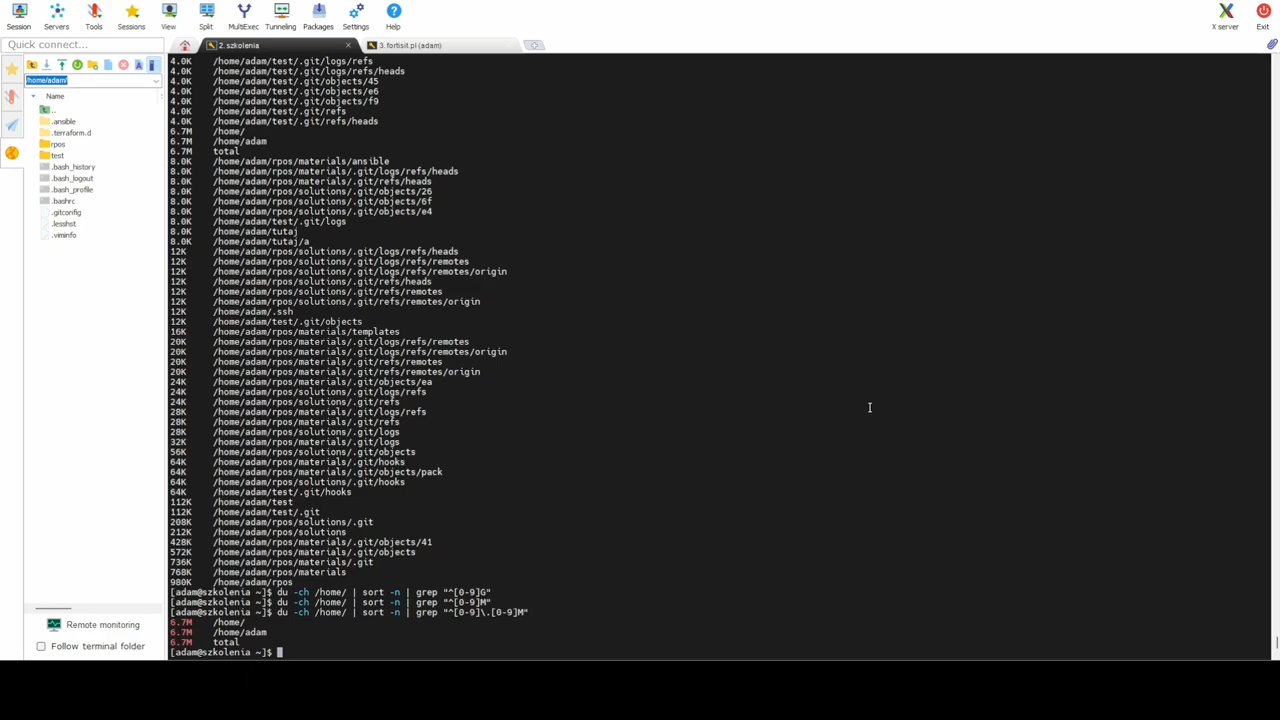 Session Servers Tools Sessions View Split MultiExec Tunneling Packages Settings Help X server Exit
Quick connect...
2. szkolenia
3. fortisit.pl (adam)
/home/adam/
Name
..
.ansible
.terraform.d
rpos
test
.bash_history
.bash_logout
.bash_profile
.bashrc
.gitconfig
.lesshst
.viminfo
Remote monitoring
Follow terminal folder
4.0K /home/adam/test/.git/logs/refs
4.0K /home/adam/test/.git/logs/refs/heads
4.0K /home/adam/test/.git/objects/45
4.0K /home/adam/test/.git/objects/e6
4.0K /home/adam/test/.git/objects/f9
4.0K /home/adam/test/.git/refs
4.0K /home/adam/test/.git/refs/heads
6.7M /home/
6.7M /home/adam
6.7M total
8.0K /home/adam/rpos/materials/ansible
8.0K /home/adam/rpos/materials/.git/logs/refs/heads
8.0K /home/adam/rpos/materials/.git/refs/heads
8.0K /home/adam/rpos/solutions/.git/objects/26
8.0K /home/adam/rpos/solutions/.git/objects/6f
8.0K /home/adam/rpos/solutions/.git/objects/e4
8.0K /home/adam/test/.git/logs
8.0K /home/adam/tutaj
8.0K /home/adam/tutaj/a
12K /home/adam/rpos/solutions/.git/logs/refs/heads
12K /home/adam/rpos/solutions/.git/logs/refs/remotes
12K /home/adam/rpos/solutions/.git/logs/refs/remotes/origin
12K /home/adam/rpos/solutions/.git/refs/heads
12K /home/adam/rpos/solutions/.git/refs/remotes
12K /home/adam/rpos/solutions/.git/refs/remotes/origin
12K /home/adam/.ssh
12K /home/adam/test/.git/objects
16K /home/adam/rpos/materials/templates
20K /home/adam/rpos/materials/.git/logs/refs/remotes
20K /home/adam/rpos/materials/.git/logs/refs/remotes/origin
20K /home/adam/rpos/materials/.git/refs/remotes
20K /home/adam/rpos/materials/.git/refs/remotes/origin
24K /home/adam/rpos/materials/.git/objects/ea
24K /home/adam/rpos/solutions/.git/logs/refs
24K /home/adam/rpos/solutions/.git/refs
28K /home/adam/rpos/materials/.git/logs/refs
28K /home/adam/rpos/materials/.git/refs
28K /home/adam/rpos/solutions/.git/logs
32K /home/adam/rpos/materials/.git/logs
56K /home/adam/rpos/solutions/.git/objects
64K /home/adam/rpos/materials/.git/hooks
64K /home/adam/rpos/materials/.git/objects/pack
64K /home/adam/rpos/solutions/.git/hooks
64K /home/adam/test/.git/hooks
112K /home/adam/test
112K /home/adam/test/.git
208K /home/adam/rpos/solutions/.git
212K /home/adam/rpos/solutions
428K /home/adam/rpos/materials/.git/objects/41
572K /home/adam/rpos/materials/.git/objects
736K /home/adam/rpos/materials/.git
768K /home/adam/rpos/materials
980K /home/adam/rpos
[adam@szkolenia ~]$ du -ch /home/ | sort -n | grep "^[0-9]G"
[adam@szkolenia ~]$ du -ch /home/ | sort -n | grep "^[0-9]M"
[adam@szkolenia ~]$ du -ch /home/ | sort -n | grep "^[0-9]\.[0-9]M"
6.7M /home/
6.7M /home/adam
6.7M total
[adam@szkolenia ~]$